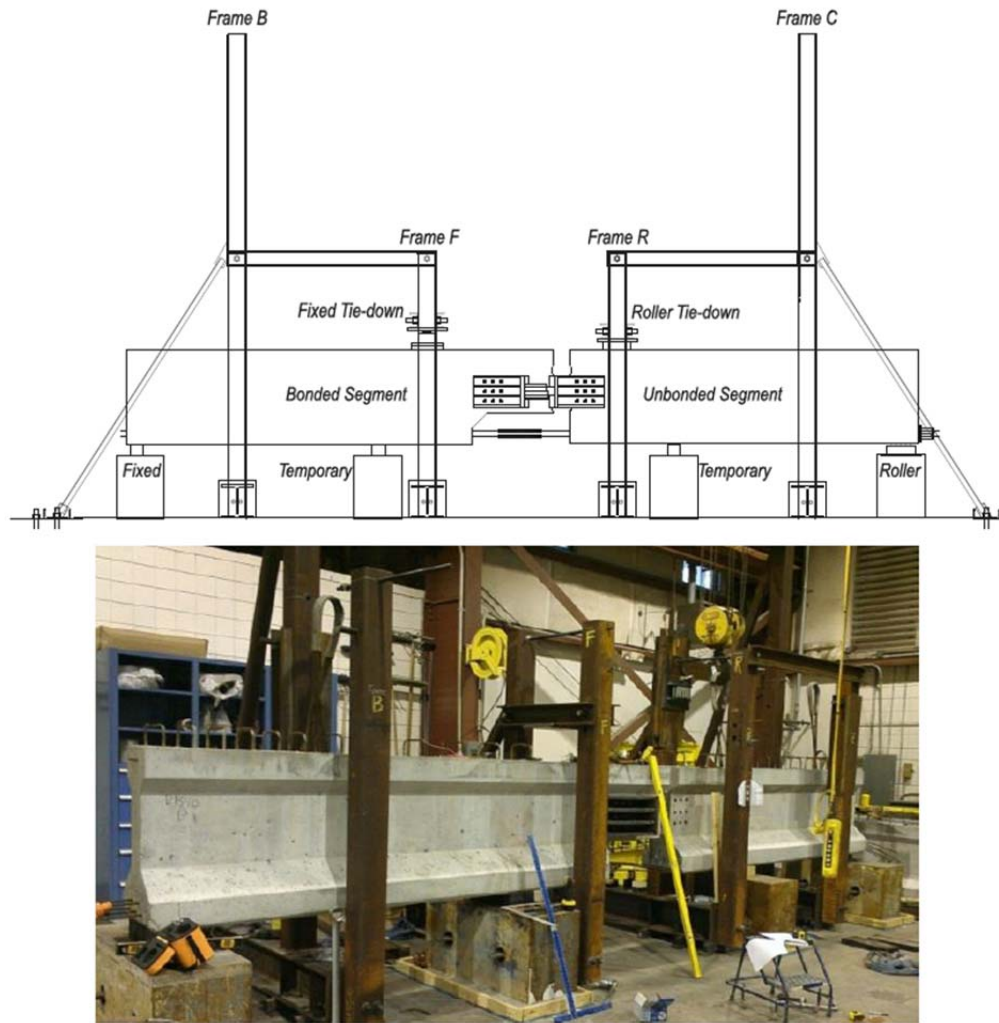 Frame B
Frame C
Frame F
Frame R
Fixed Tie-down
Roller Tie-down
Bonded Segment
Unbonded Segment
Fixed
Temporary
Temporary
Roller
B
F
F
R